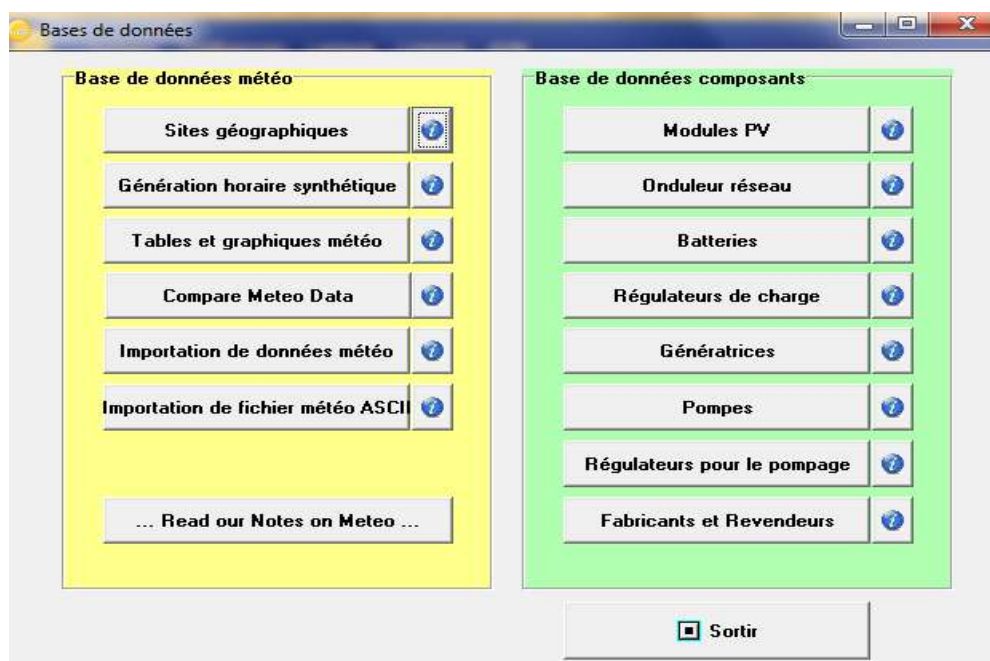 Bases de données
Base de données météo
Sites géographiques
Génération horaire synthétique
Tables et graphiques météo
Compare Meteo Data
Importation de données météo
Importation de fichier météo ASCII
... Read our Notes on Meteo ...
Base de données composants
Modules PV
Onduleur réseau
Batteries
Régulateurs de charge
Génératrices
Pompes
Régulateurs pour le pompage
Fabricants et Revendeurs
Sortir